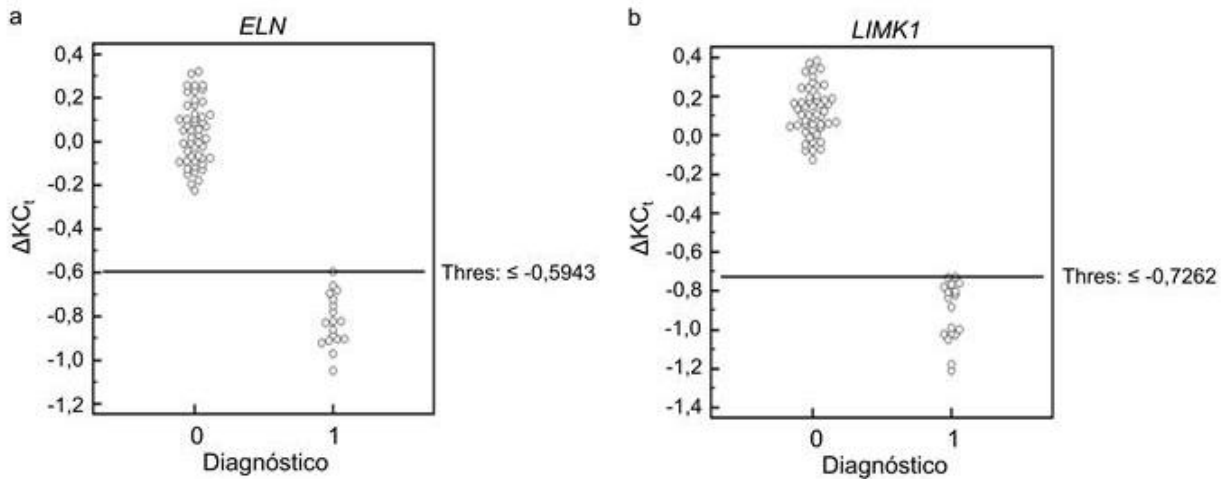 a
ELN
0,4
0,2
0,0
-0,2
-0,4
-0,6
-0,8
-1,0
-1,2
ΔKCt
0
1
Diagnóstico
Thres: ≤ -0,5943
b
LIMK1
0,4
0,2
0,0
-0,2
-0,4
-0,6
-0,8
-1,0
-1,2
-1,4
ΔKCt
0
1
Diagnóstico
Thres: ≤ -0,7262